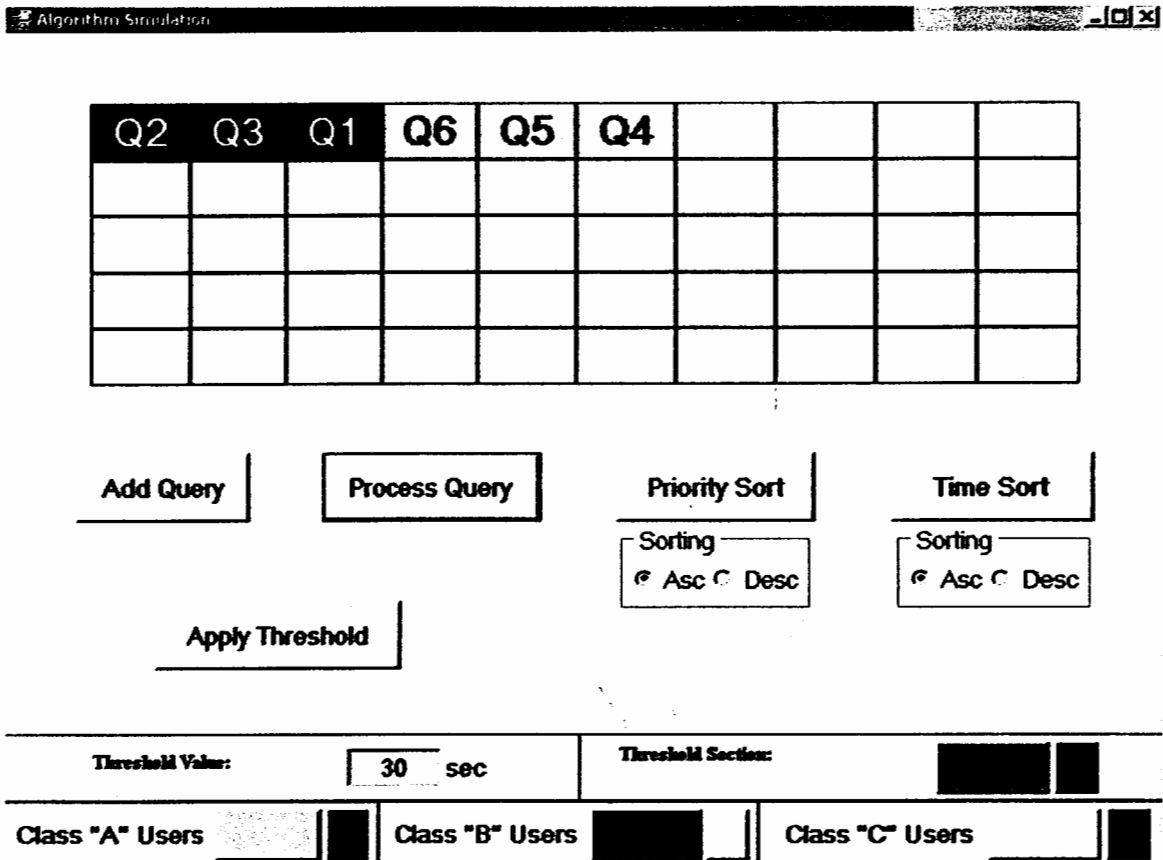 Algorithm Simulation
Q2 Q3 Q1 Q6 Q5 Q4
Add Query Process Query Priority Sort Time Sort
Sorting Sorting
Asc Desc Asc Desc
Apply Threshold
Threshold Value: 30 sec Threshold Section:
Class "A" Users Class "B" Users Class "C" Users